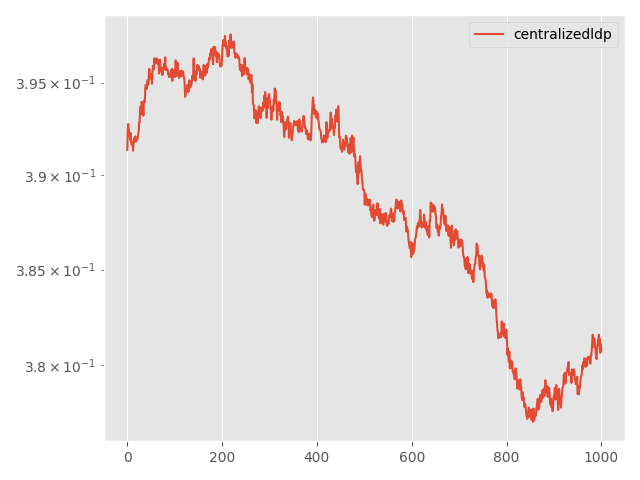 centralizedldp
3.95 × 10⁻¹
3.9 × 10⁻¹
3.85 × 10⁻¹
3.8 × 10⁻¹
0 200 400 600 800 1000